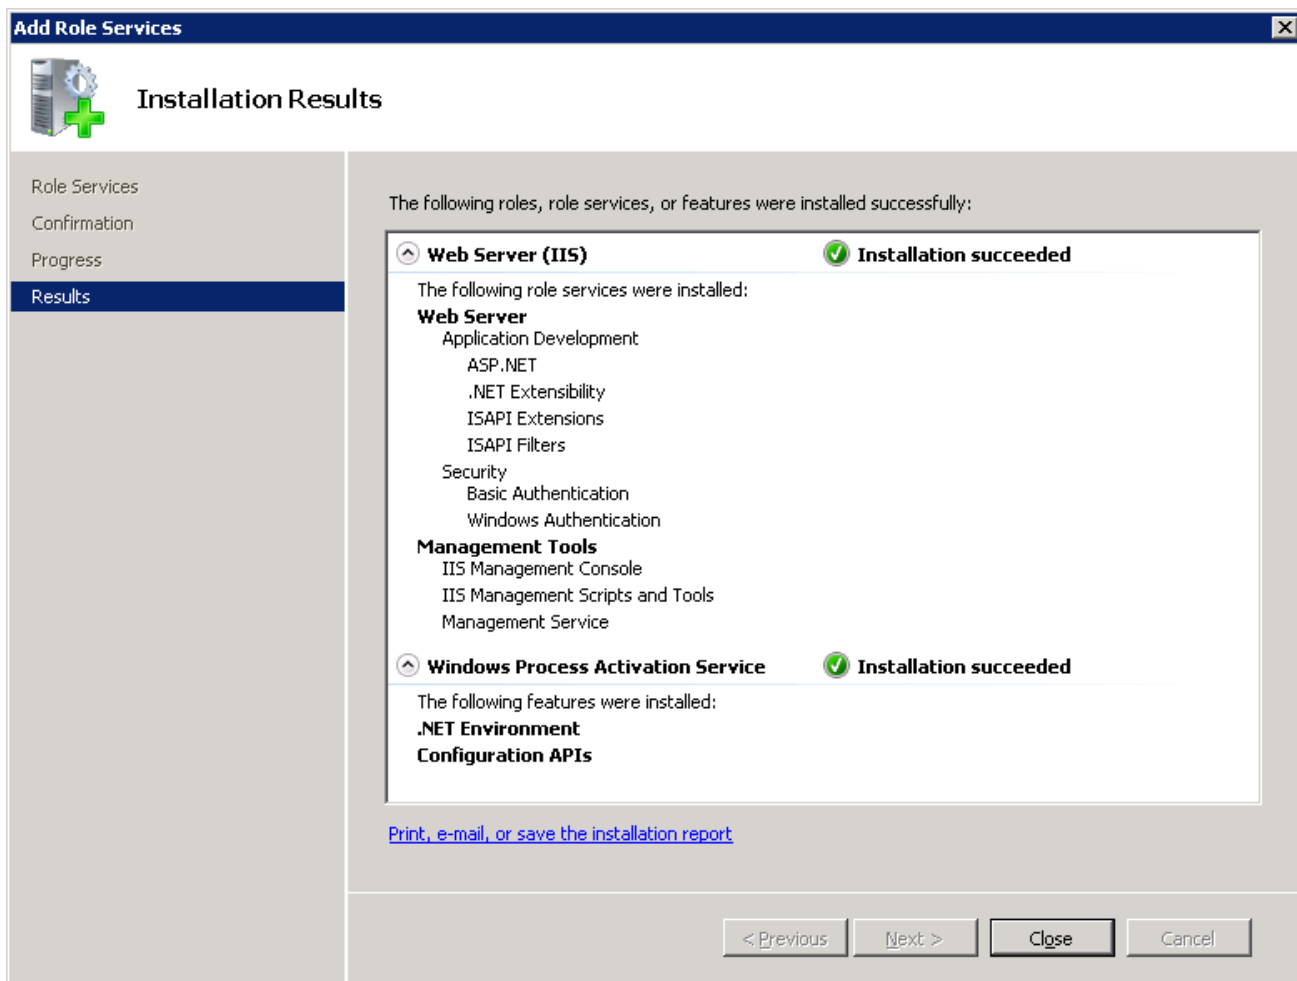 Add Role Services
Installation Results
Role Services
Confirmation
Progress
Results
The following roles, role services, or features were installed successfully:
Web Server (IIS)
Installation succeeded
The following role services were installed:
Web Server
Application Development
ASP.NET
.NET Extensibility
ISAPI Extensions
ISAPI Filters
Security
Basic Authentication
Windows Authentication
Management Tools
IIS Management Console
IIS Management Scripts and Tools
Management Service
Windows Process Activation Service
Installation succeeded
The following features were installed:
.NET Environment
Configuration APIs
Print, e-mail, or save the installation report
< Previous
Next >
Close
Cancel